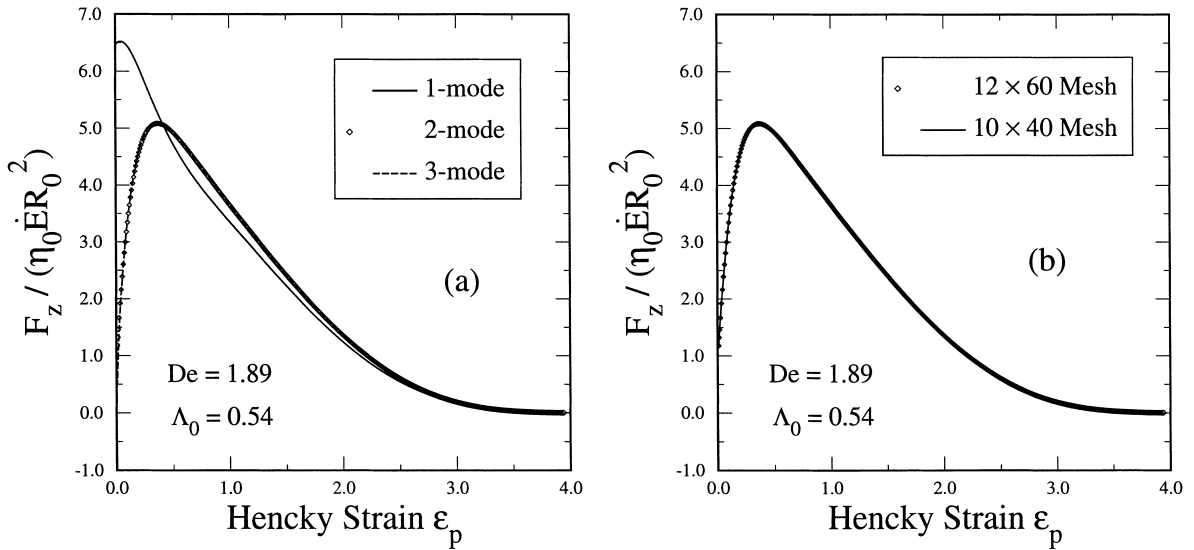 (a)
7.0
6.0
5.0
4.0
3.0
2.0
1.0
0.0
-1.0
0.0
1.0
2.0
3.0
4.0
F_z / (η_0 Ė R_0^2)
Hencky Strain ε_p
1-mode
2-mode
3-mode
De = 1.89
Λ_0 = 0.54
(b)
7.0
6.0
5.0
4.0
3.0
2.0
1.0
0.0
-1.0
0.0
1.0
2.0
3.0
4.0
F_z / (η_0 Ė R_0^2)
Hencky Strain ε_p
12 × 60 Mesh
10 × 40 Mesh
De = 1.89
Λ_0 = 0.54